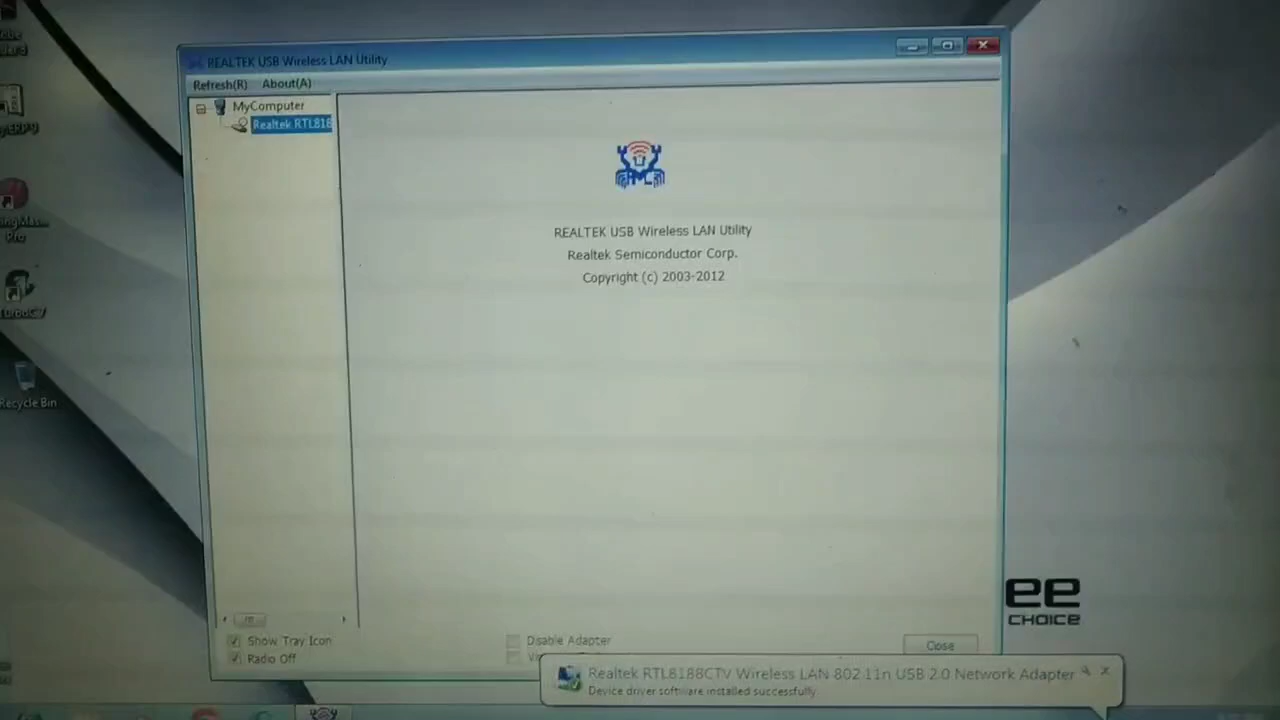 REALTEK USB Wireless LAN Utility
Refresh(R) About(A)
MyComputer
Realtek RTL818
REALTEK USB Wireless LAN Utility
Realtek Semiconductor Corp.
Copyright (c) 2003-2012
Pro
Recycle Bin
ee
CHOICE
Show Tray Icon
Radio Off
Disable Adapter
Close
Realtek RTL8188CTV Wireless LAN 802.11n USB 2.0 Network Adapter
Device driver software installed successfully.